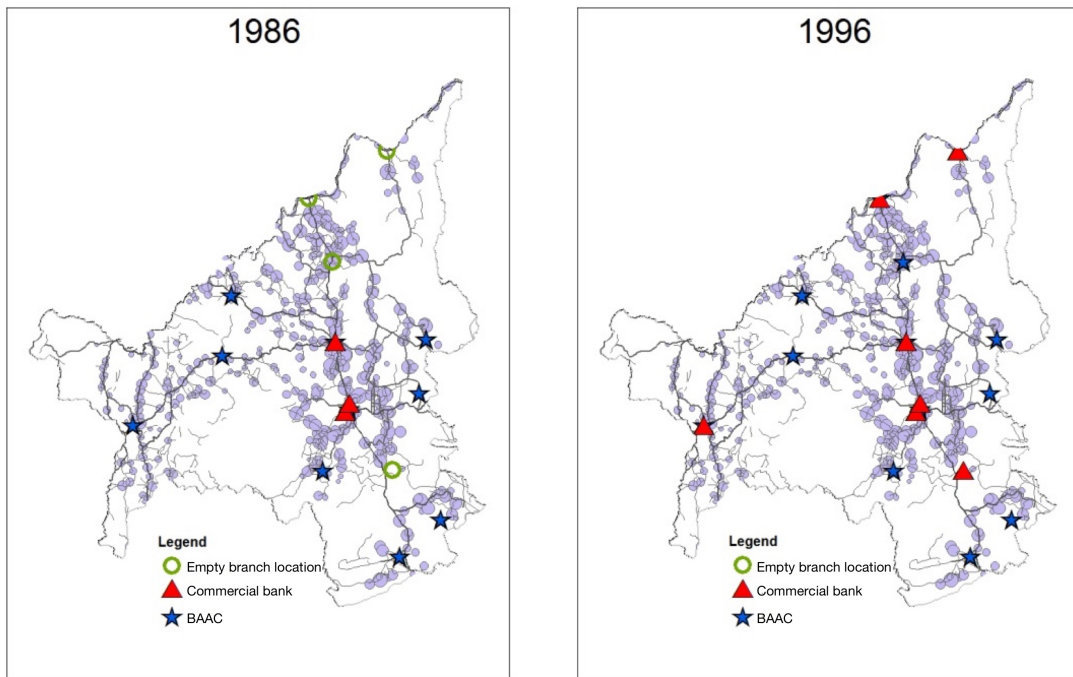 1986
Legend
Empty branch location
Commercial bank
BAAC
1996
Legend
Empty branch location
Commercial bank
BAAC